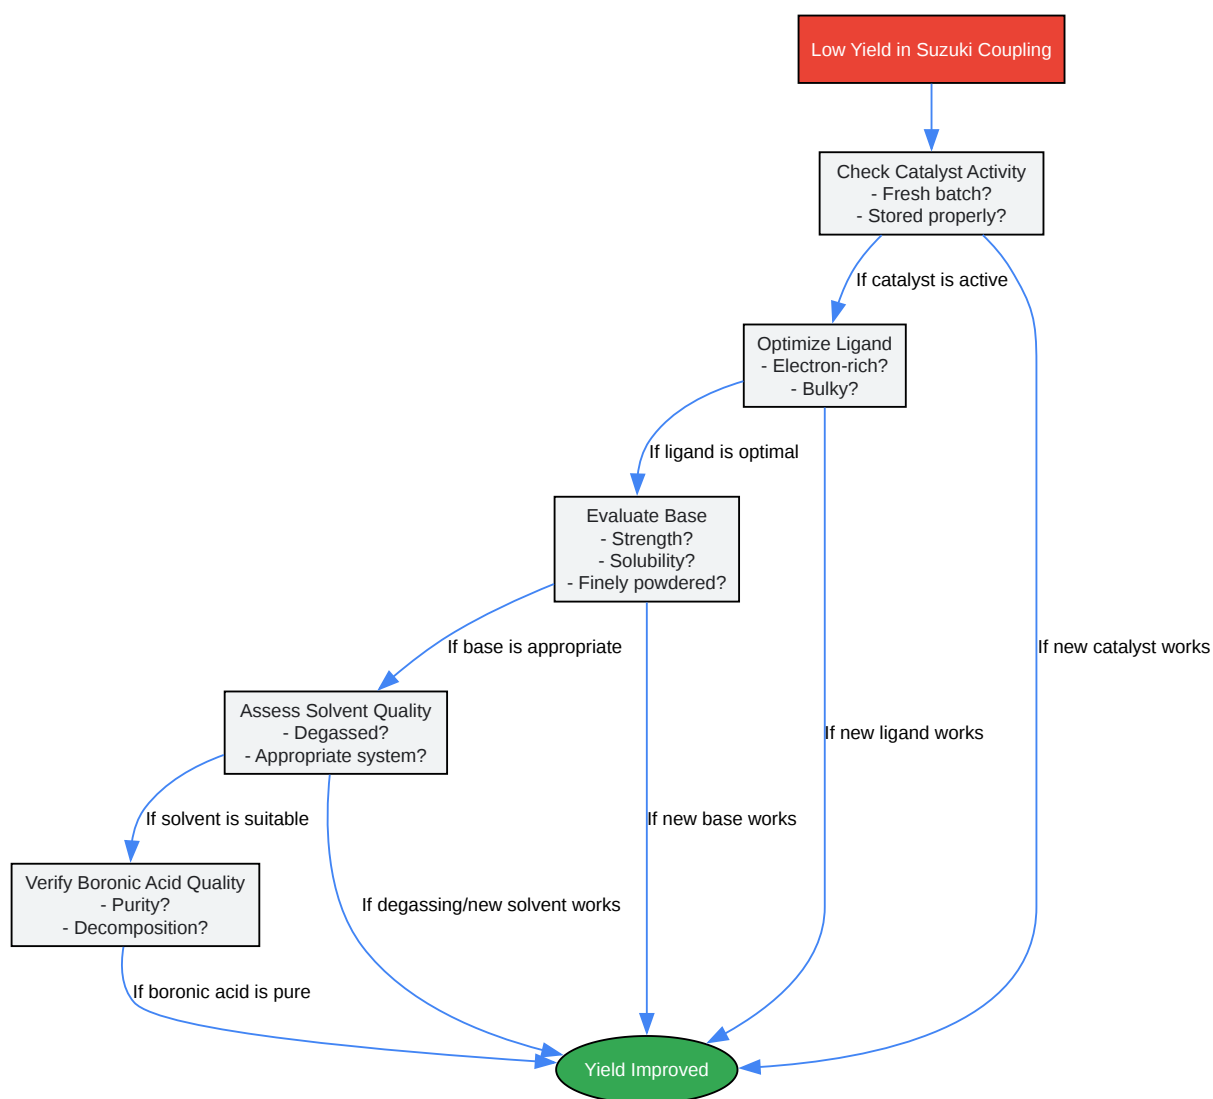 Low Yield in Suzuki Coupling
Check Catalyst Activity
- Fresh batch?
- Stored properly?
If catalyst is active
Optimize Ligand
- Electron-rich?
- Bulky?
If ligand is optimal
Evaluate Base
- Strength?
- Solubility?
- Finely powdered?
If base is appropriate
If new catalyst works
Assess Solvent Quality
- Degassed?
- Appropriate system?
If new ligand works
If solvent is suitable
If new base works
Verify Boronic Acid Quality
- Purity?
- Decomposition?
If degassing/new solvent works
If boronic acid is pure
Yield Improved